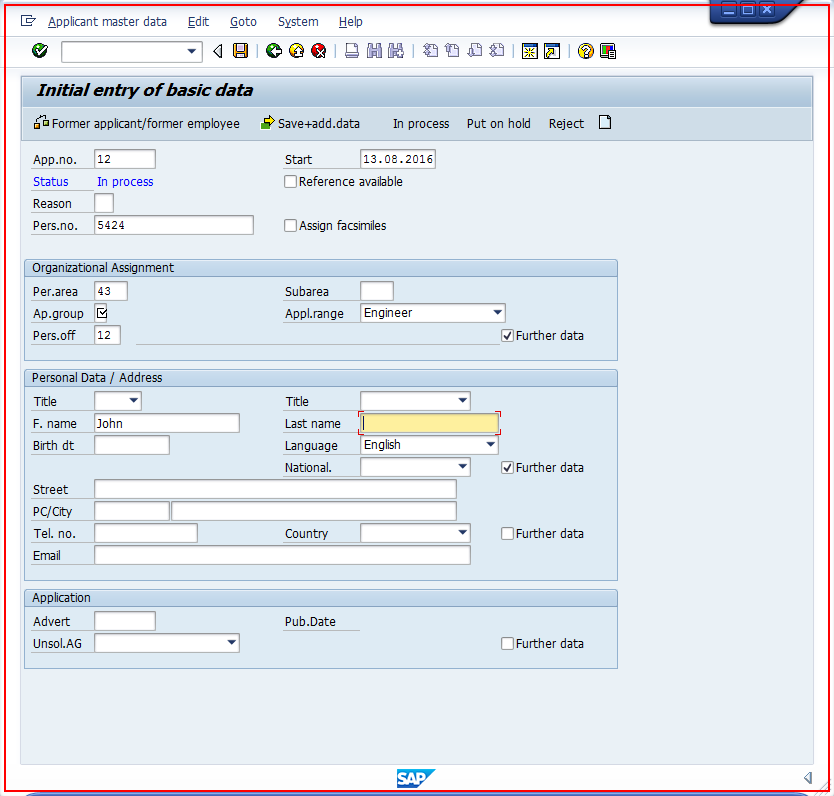 Applicant master data Edit Goto System Help
Initial entry of basic data
Former applicant/former employee Save+add.data In process Put on hold Reject
App.no. 12 Start 13.08.2016
Status In process Reference available
Reason
Pers.no. 5424 Assign facsimiles
Organizational Assignment
Per.area 43 Subarea
Ap.group Appl.range Engineer
Pers.off 12 Further data
Personal Data / Address
Title Title
F. name John Last name
Birth dt Language English
National. Further data
Street
PC/City
Tel. no. Country Further data
Email
Application
Advert Pub.Date
Unsol.AG Further data
SAP